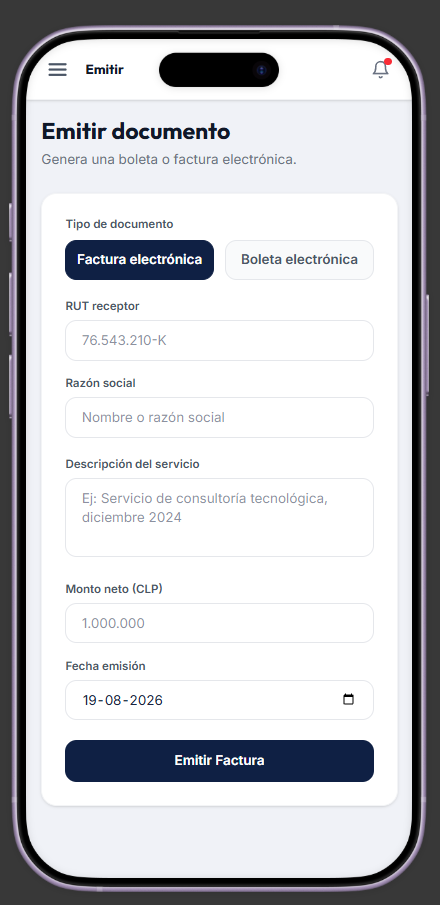 Emitir
Emitir documento
Genera una boleta o factura electrónica.
Tipo de documento
Factura electrónica
Boleta electrónica
RUT receptor
76.543.210-K
Razón social
Nombre o razón social
Descripción del servicio
Ej: Servicio de consultoría tecnológica,
diciembre 2024
Monto neto (CLP)
1.000.000
Fecha emisión
19-08-2026
Emitir Factura